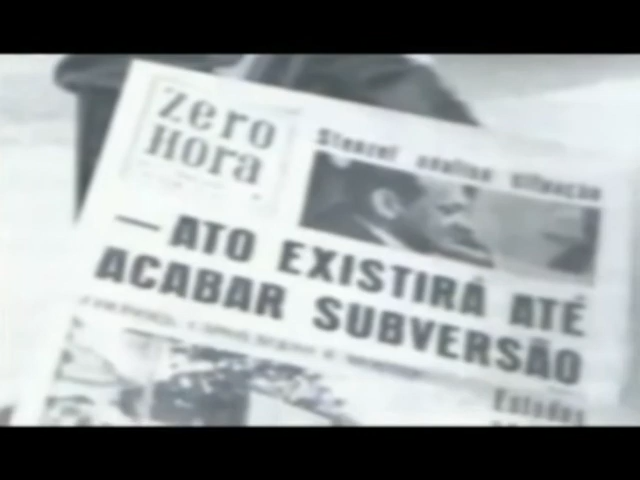 zero
hora
Stenzel analisa situação
— ATO EXISTIRÁ ATÉ
ACABAR SUBVERSÃO
Estados